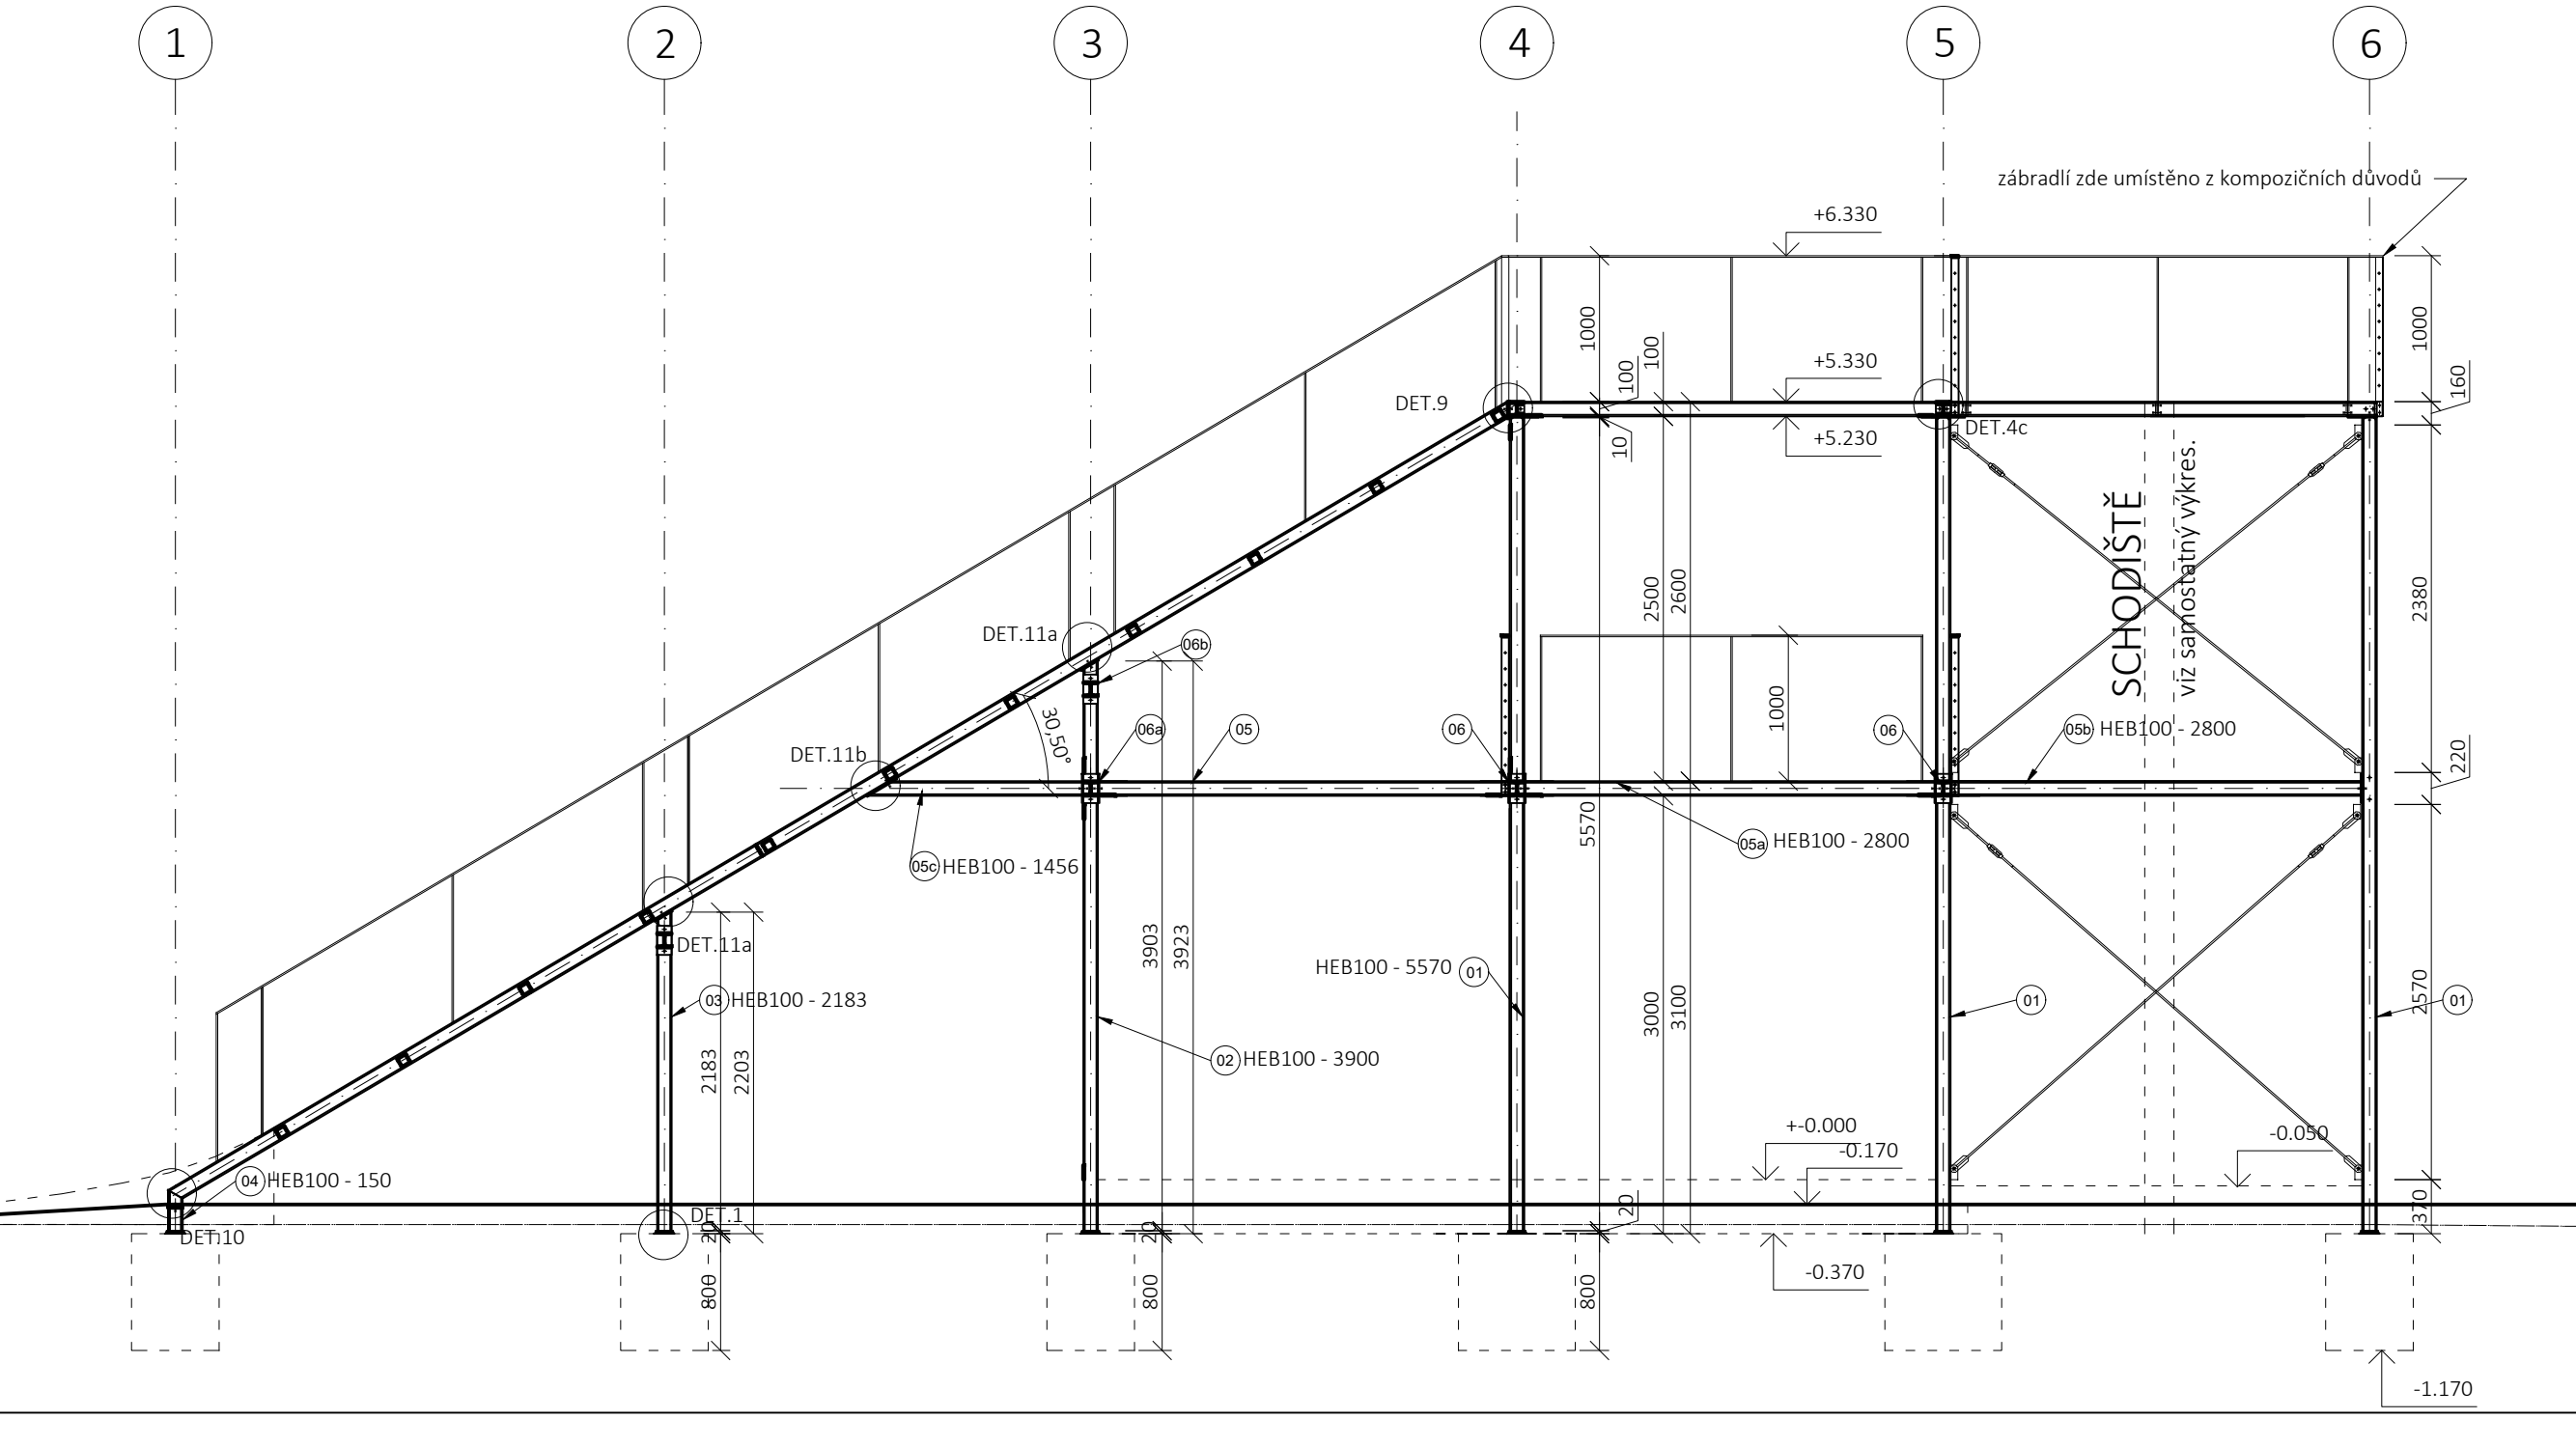 1
2
3
4
5
6
zábradlí zde umístěno z kompozičních důvodů
+6.330
1000
100
100
+5.330
1000
160
DET.9
10
+5.230
DET.4c
SCHODIŠTĚ
viz samostatný výkres.
2500
2600
2380
DET.11a
06b
30,50°
1000
DET.11b
06a
05
06
06
05b HEB100 - 2800
220
5570
05a HEB100 - 2800
05c HEB100 - 1456
DET.11a
3903
3923
HEB100 - 5570 01
03 HEB100 - 2183
01
2570
01
3000
3100
02 HEB100 - 3900
2183
2203
+-0.000
-0.170
-0.050
04 HEB100 - 150
DET.1
DET.10
20
20
20
370
-0.370
800
800
800
-1.170